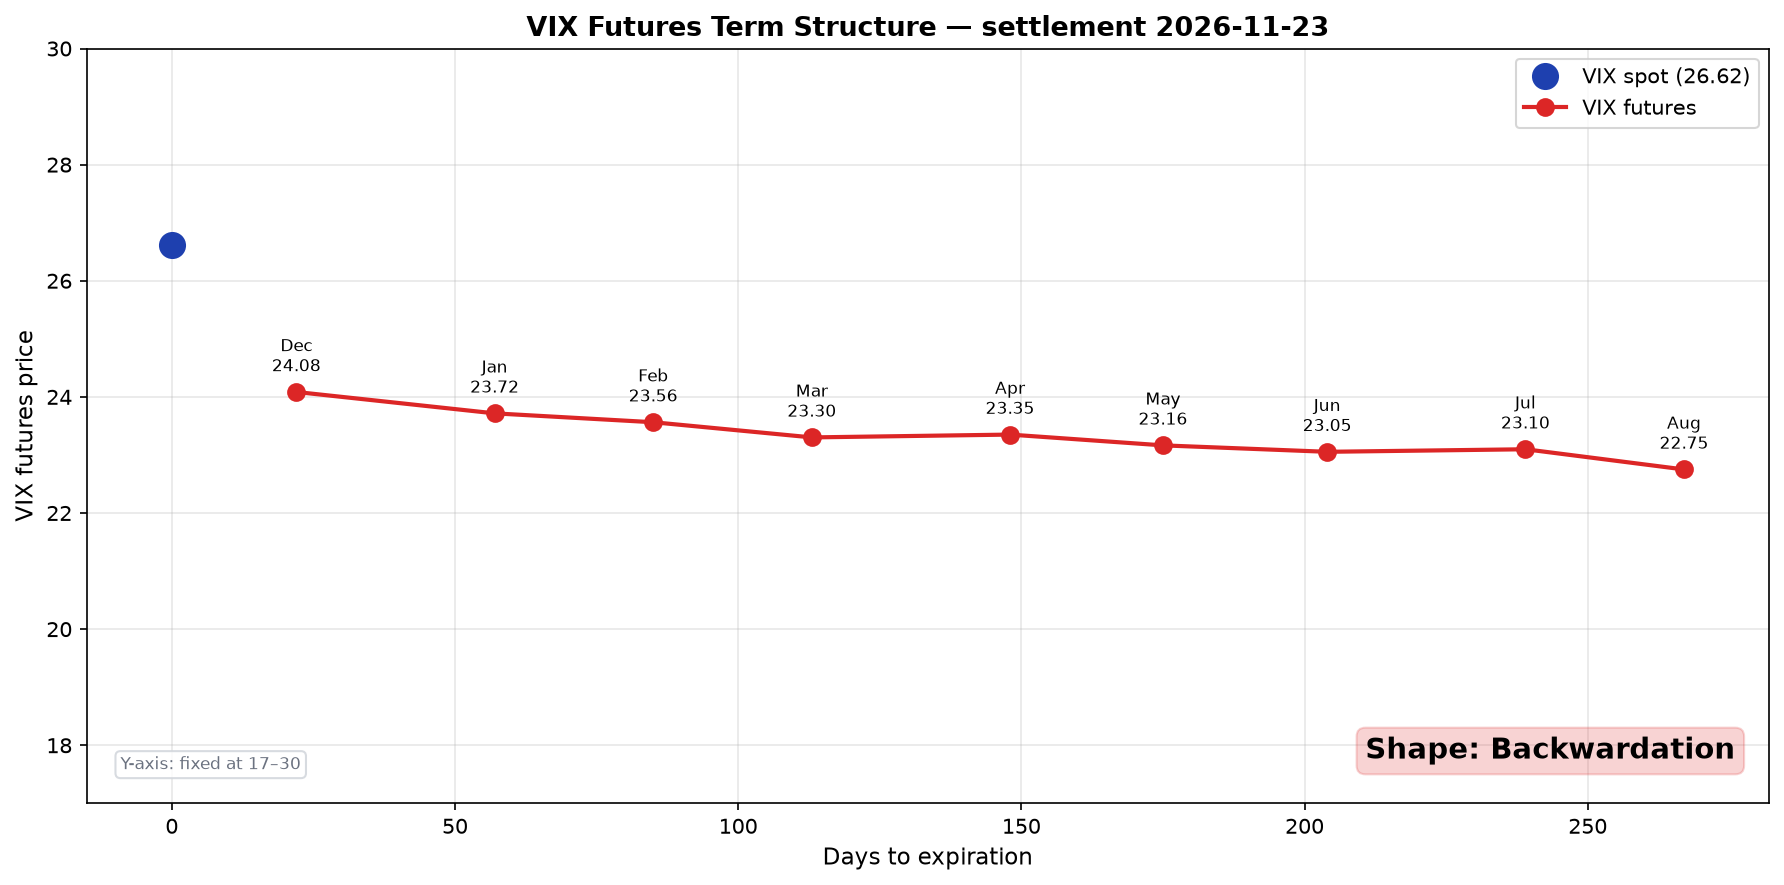 VIX Futures Term Structure — settlement 2026-11-23
VIX futures price
30
28
26
24
22
20
18
VIX spot (26.62)
VIX futures
Dec
24.08
Jan
23.72
Feb
23.56
Mar
23.30
Apr
23.35
May
23.16
Jun
23.05
Jul
23.10
Aug
22.75
Y-axis: fixed at 17–30
Shape: Backwardation
0
50
100
150
200
250
Days to expiration